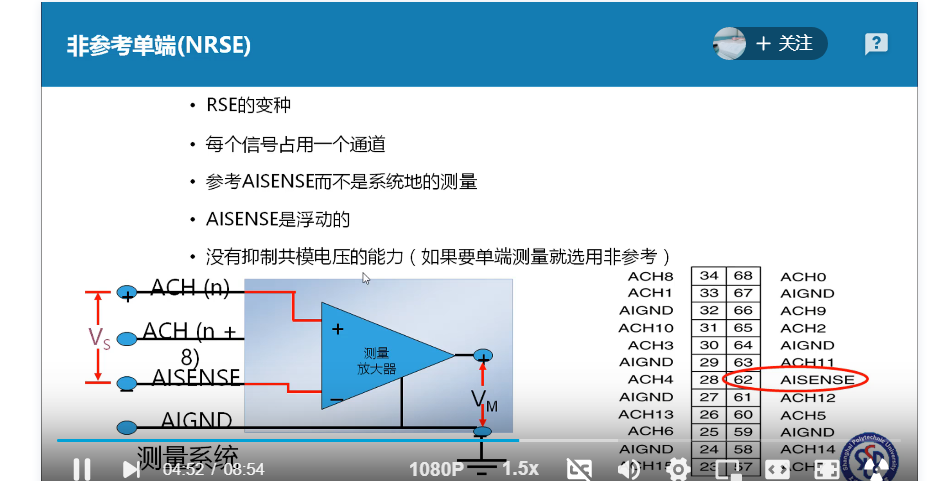 非参考单端(NRSE)
+ 关注
?
• RSE的变种
• 每个信号占用一个通道
• 参考AISENSE而不是系统地的测量
• AISENSE是浮动的
• 没有抑制共模电压的能力（如果要单端测量就选用非参考）
+ ACH (n)
VS
ACH (n + 8)
− AISENSE
AIGND
测量系统
+
测量
放大器
−
+
VM
ACH8 34 68 ACH0
ACH1 33 67 AIGND
AIGND 32 66 ACH9
ACH10 31 65 ACH2
ACH3 30 64 AIGND
AIGND 29 63 ACH11
ACH4 28 62 AISENSE
AIGND 27 61 ACH12
ACH13 26 60 ACH5
ACH6 25 59 AIGND
AIGND 24 58 ACH14
ACH15 23 57
04:52 / 08:54
1080P
1.5x